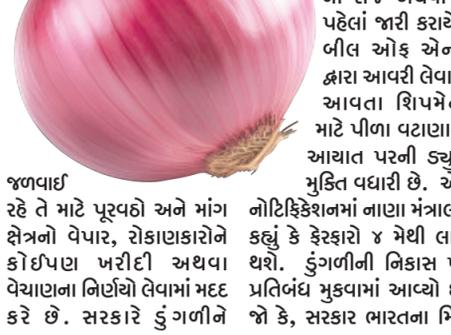 જળવાઈ
રહે તે માટે પૂરવઠો અને માંગ
ક્ષેત્રનો વેપાર, રોકાણકારોને
કોઈપણ ખરીદી અથવા
વેચાણના નિર્ણયો લેવામાં મદદ
કરે છે. સરકારે ડુંગળીને
પહેલાં જારી કરાયે
બીલ ઓફ એન
દ્વારા આવરી લેવા
આવતા શિપમેન
માટે પીળા વટાણા
આયાત પરની ડ્યુ
મુક્તિ વધારી છે.
નોટિફિકેશનમાં નાણા મંત્રાલ
કહ્યું કે ફેરફારો ૪ મેથી લા
થશે. ડુંગળીની નિકાસ
પ્રતિબંધ મુકવામાં આવ્યો
જો કે, સરકાર ભારતના મિ